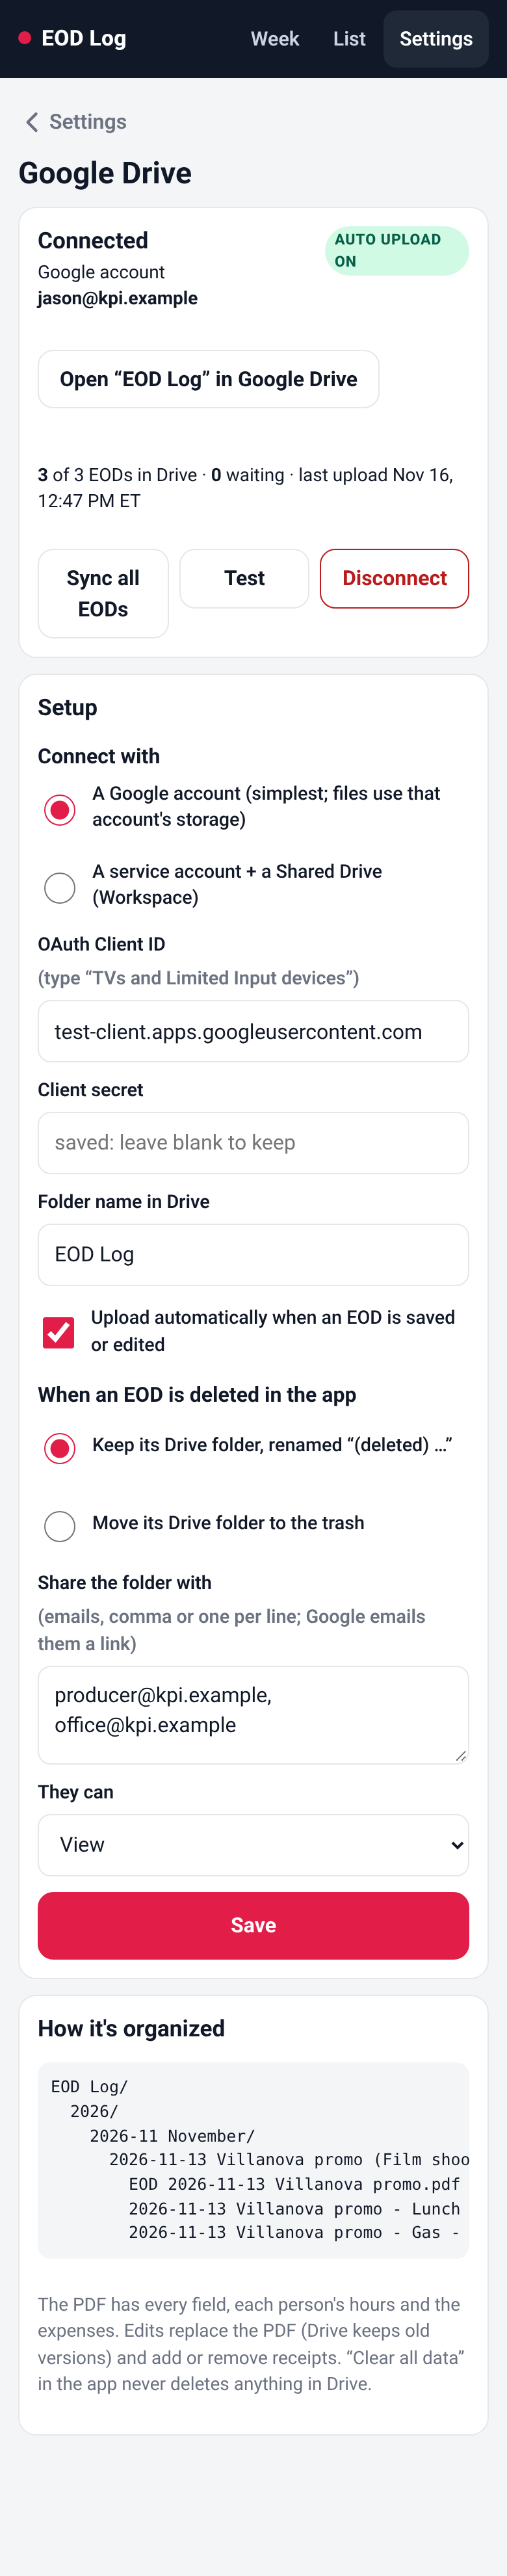 EOD Log
Week
List
Settings
Settings
Google Drive
Connected
AUTO UPLOAD
ON
Google account
jason@kpi.example
Open “EOD Log” in Google Drive
3 of 3 EODs in Drive · 0 waiting · last upload Nov 16,
12:47 PM ET
Sync all
EODs
Test
Disconnect
Setup
Connect with
A Google account (simplest; files use that
account's storage)
A service account + a Shared Drive
(Workspace)
OAuth Client ID
(type “TVs and Limited Input devices”)
test-client.apps.googleusercontent.com
Client secret
saved: leave blank to keep
Folder name in Drive
EOD Log
Upload automatically when an EOD is saved
or edited
When an EOD is deleted in the app
Keep its Drive folder, renamed “(deleted) …”
Move its Drive folder to the trash
Share the folder with
(emails, comma or one per line; Google emails
them a link)
producer@kpi.example,
office@kpi.example
They can
View
Save
How it's organized
EOD Log/
2026/
2026-11 November/
2026-11-13 Villanova promo (Film shoo
EOD 2026-11-13 Villanova promo.pdf
2026-11-13 Villanova promo - Lunch
2026-11-13 Villanova promo - Gas -
The PDF has every field, each person's hours and the
expenses. Edits replace the PDF (Drive keeps old
versions) and add or remove receipts. “Clear all data”
in the app never deletes anything in Drive.